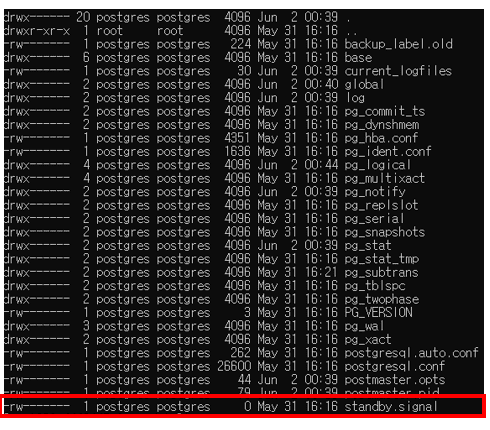 drwx------ 20 postgres postgres  4096 Jun  2 00:39 .
drwxr-xr-x  1 root     root      4096 May 31 16:16 ..
-rw-------  1 postgres postgres   224 May 31 16:16 backup_label.old
drwx------  6 postgres postgres  4096 May 31 16:16 base
-rw-------  1 postgres postgres    30 Jun  2 00:39 current_logfiles
drwx------  2 postgres postgres  4096 Jun  2 00:40 global
drwx------  2 postgres postgres  4096 Jun  2 00:39 log
drwx------  2 postgres postgres  4096 May 31 16:16 pg_commit_ts
drwx------  2 postgres postgres  4096 May 31 16:16 pg_dynshmem
-rw-------  1 postgres postgres  4351 May 31 16:16 pg_hba.conf
-rw-------  1 postgres postgres  1636 May 31 16:16 pg_ident.conf
drwx------  4 postgres postgres  4096 Jun  2 00:44 pg_logical
drwx------  4 postgres postgres  4096 May 31 16:16 pg_multixact
drwx------  2 postgres postgres  4096 Jun  2 00:39 pg_notify
drwx------  2 postgres postgres  4096 May 31 16:16 pg_replslot
drwx------  2 postgres postgres  4096 May 31 16:16 pg_serial
drwx------  2 postgres postgres  4096 May 31 16:16 pg_snapshots
drwx------  2 postgres postgres  4096 Jun  2 00:39 pg_stat
drwx------  2 postgres postgres  4096 May 31 16:16 pg_stat_tmp
drwx------  2 postgres postgres  4096 May 31 16:21 pg_subtrans
drwx------  2 postgres postgres  4096 May 31 16:16 pg_tblspc
drwx------  2 postgres postgres  4096 May 31 16:16 pg_twophase
-rw-------  1 postgres postgres     3 May 31 16:16 PG_VERSION
drwx------  3 postgres postgres  4096 May 31 16:16 pg_wal
drwx------  2 postgres postgres  4096 May 31 16:16 pg_xact
-rw-------  1 postgres postgres   262 May 31 16:16 postgresql.auto.conf
-rw-------  1 postgres postgres 26600 May 31 16:16 postgresql.conf
-rw-------  1 postgres postgres    44 Jun  2 00:39 postmaster.opts
-rw-------  1 postgres postgres    79 Jun  2 00:39 postmaster.pid
-rw-------  1 postgres postgres     0 May 31 16:16 standby.signal